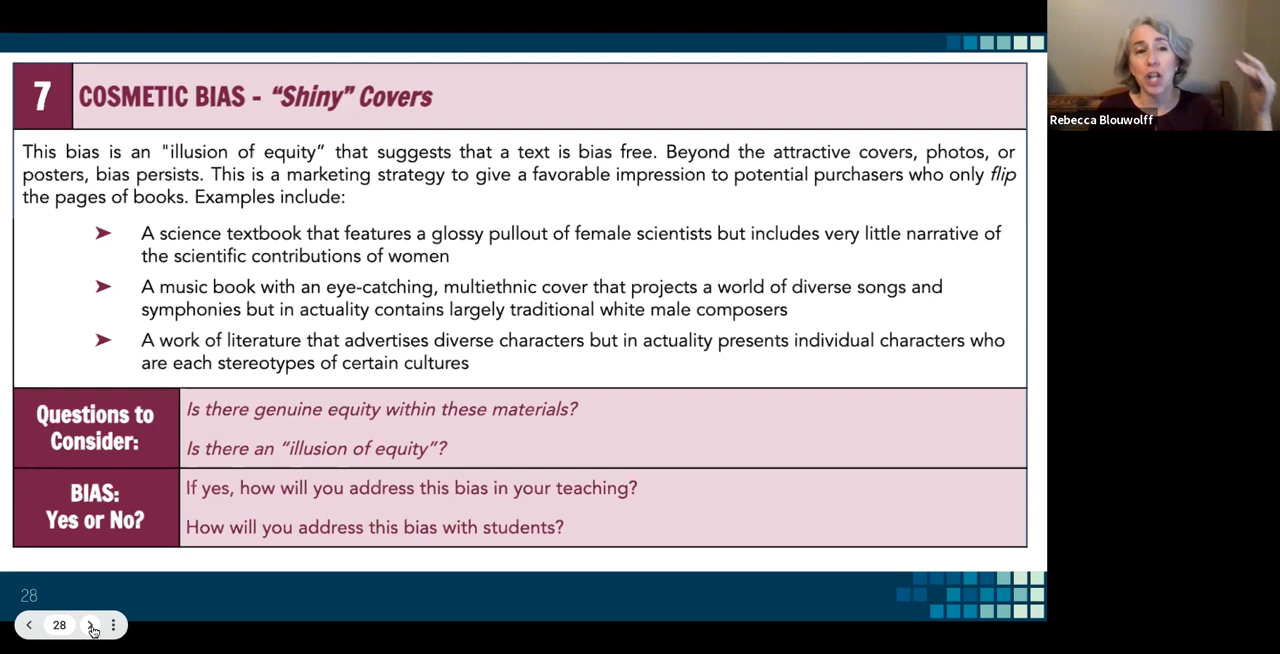 7
COSMETIC BIAS - “Shiny” Covers
This bias is an "illusion of equity” that suggests that a text is bias free. Beyond the attractive covers, photos, or
posters, bias persists. This is a marketing strategy to give a favorable impression to potential purchasers who only flip
the pages of books. Examples include:
➤ A science textbook that features a glossy pullout of female scientists but includes very little narrative of
the scientific contributions of women
➤ A music book with an eye-catching, multiethnic cover that projects a world of diverse songs and
symphonies but in actuality contains largely traditional white male composers
➤ A work of literature that advertises diverse characters but in actuality presents individual characters who
are each stereotypes of certain cultures
Questions to
Consider:
Is there genuine equity within these materials?
Is there an “illusion of equity”?
BIAS:
Yes or No?
If yes, how will you address this bias in your teaching?
How will you address this bias with students?
28
28
Rebecca Blouwolff